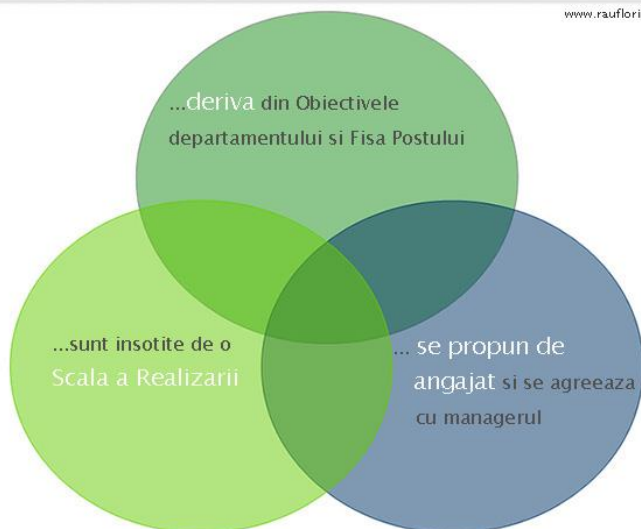 www.rauflori
...deriva din Obiectivele
departamentului si Fisa Postului
...sunt insotite de o
Scala a Realizarii
... se propun de
angajat si se agreeaza
cu managerul